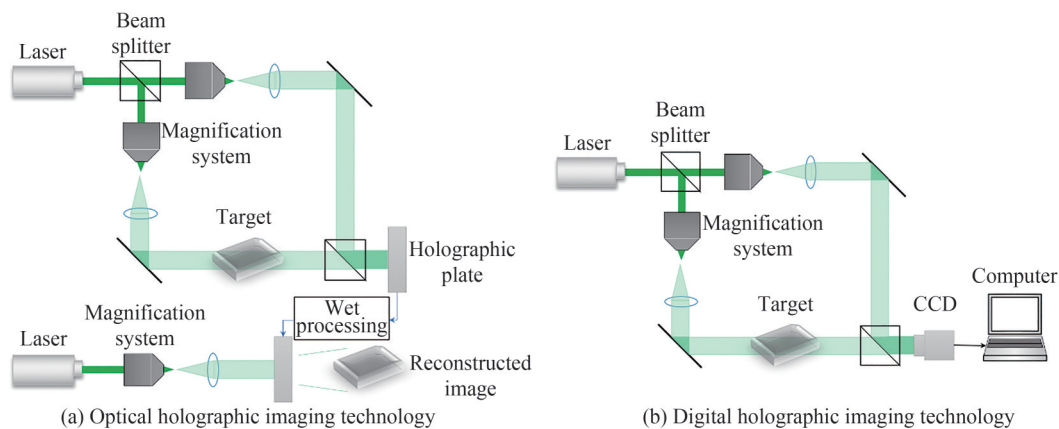 Beam
splitter
Laser
Magnification
system
Target
Holographic
plate
Wet
processing
Magnification
system
Laser
Reconstructed
image
(a) Optical holographic imaging technology
Beam
splitter
Laser
Magnification
system
Computer
CCD
Target
(b) Digital holographic imaging technology